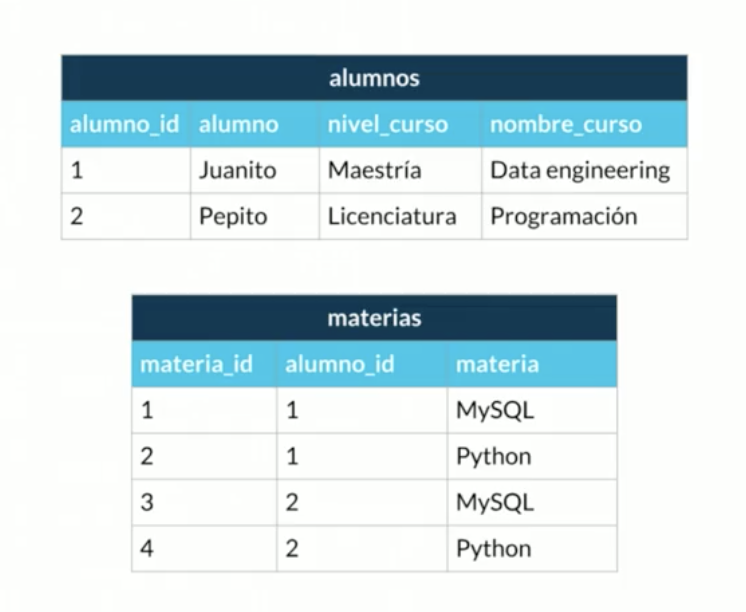 alumnos
alumno_id alumno nivel_curso nombre_curso
1 Juanito Maestría Data engineering
2 Pepito Licenciatura Programación
materias
materia_id alumno_id materia
1 1 MySQL
2 1 Python
3 2 MySQL
4 2 Python